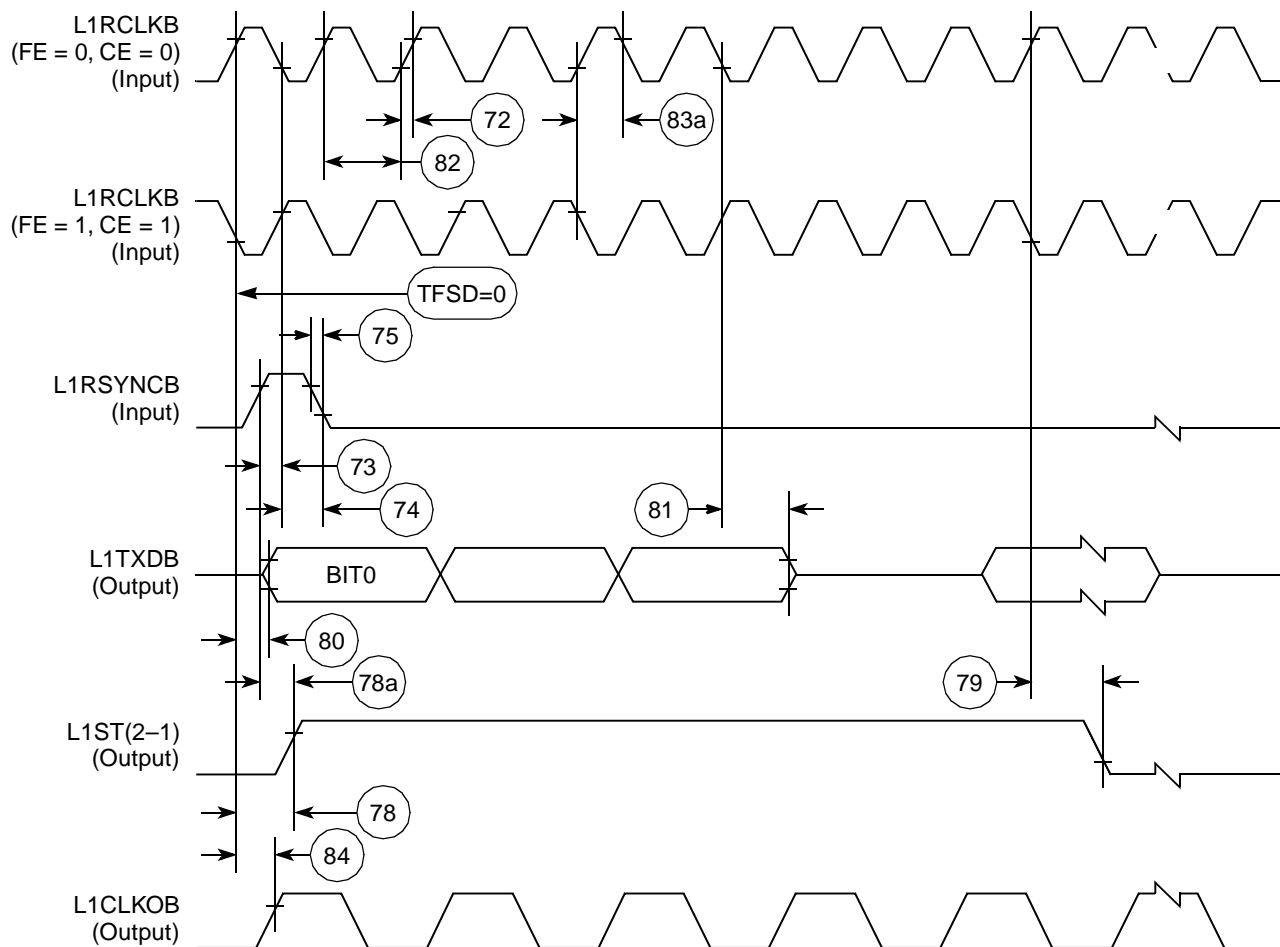 L1RCLKB
(FE = 0, CE = 0)
(Input)
72
83a
82
L1RCLKB
(FE = 1, CE = 1)
(Input)
TFSD=0
75
L1RSYNCB
(Input)
73
74
81
L1TXDB
(Output)
BIT0
80
78a
79
L1ST(2–1)
(Output)
78
84
L1CLKOB
(Output)